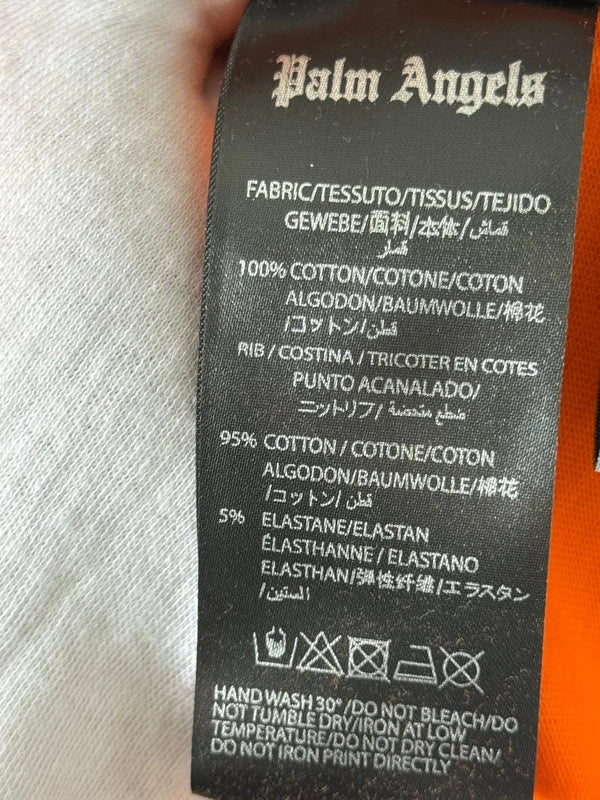 Palm Angels
FABRIC/TESSUTO/TISSUS/TEJIDO
GEWEBE/面料/本体/قماش
قمار
100% COTTON/COTONE/COTON
ALGODON/BAUMWOLLE/棉花
/コットン/قطن
RIB / COSTINA / TRICOTER EN COTES
PUNTO ACANALADO/
ニットリフ/
95% COTTON / COTONE/COTON
ALGODON/BAUMWOLLE/棉花
/コットン/ قطن
5% ELASTANE/ELASTAN
ÉLASTHANNE / ELASTANO
ELASTHAN/弹性纤维/エラスタン
/الستين
HAND WASH 30°/DO NOT BLEACH/DO
NOT TUMBLE DRY/IRON AT LOW
TEMPERATURE/DO NOT DRY CLEAN/
DO NOT IRON PRINT DIRECTLY